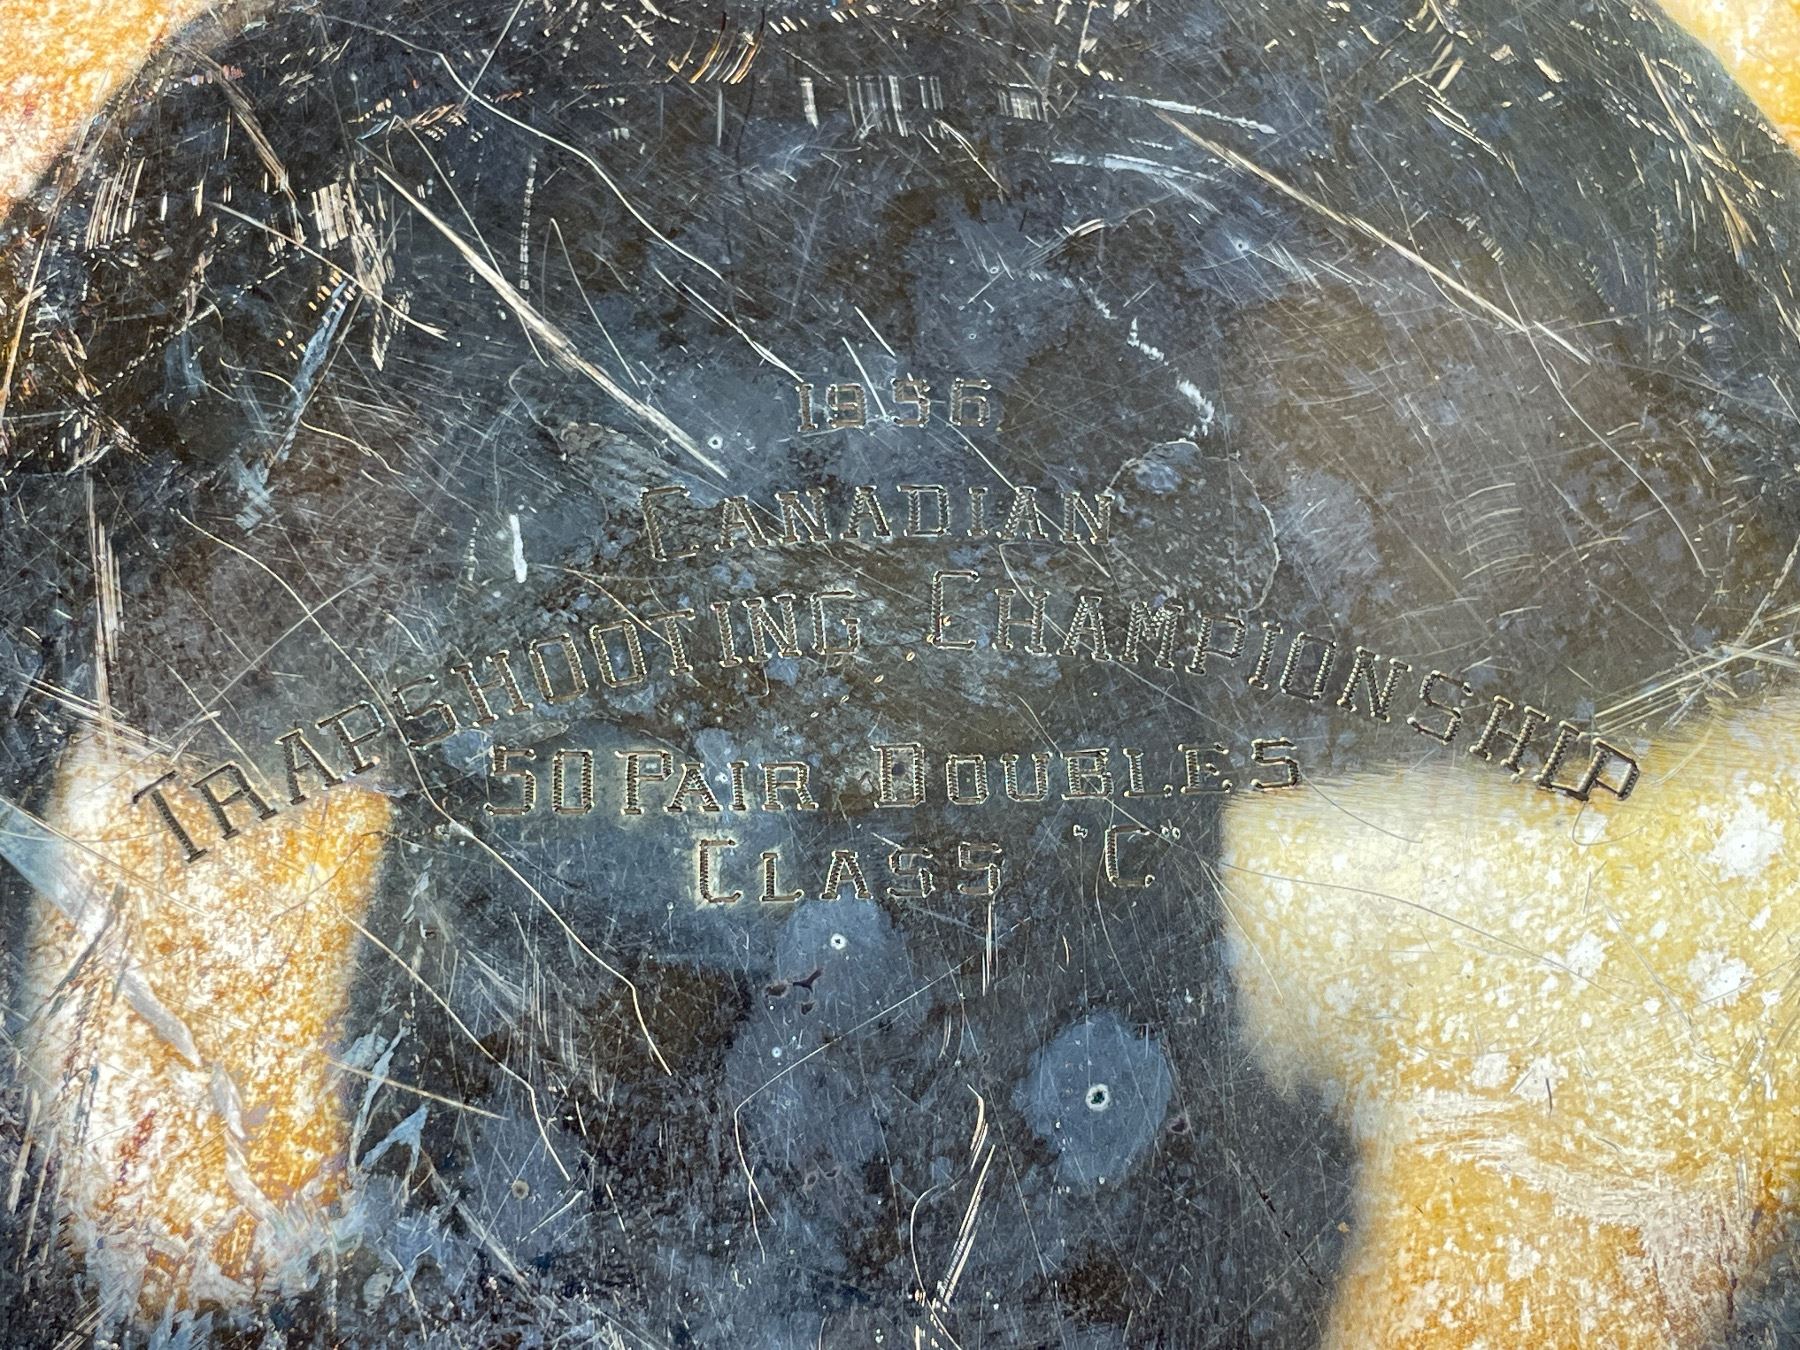 1956
CANADIAN
TRAPSHOOTING CHAMPIONSHIP
50 PAIR DOUBLES
CLASS "C"